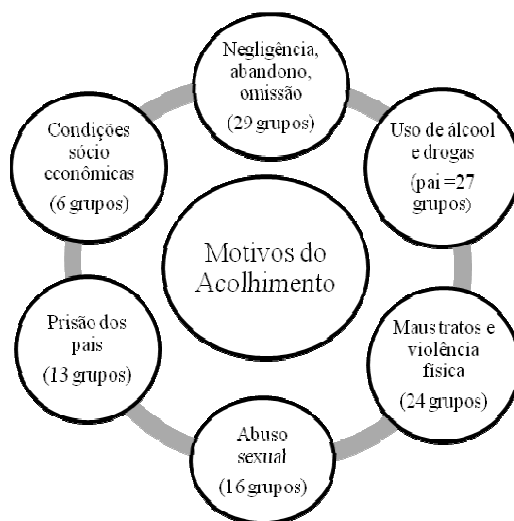 Negligência,
abandono,
omissão
(29 grupos)
Uso de álcool
e drogas
(pai =27
grupos)
Maus tratos e
violência
física
(24 grupos)
Abuso
sexual
(16 grupos)
Prisão dos
pais
(13 grupos)
Condições
sócio
econômicas
(6 grupos)
Motivos do
Acolhimento